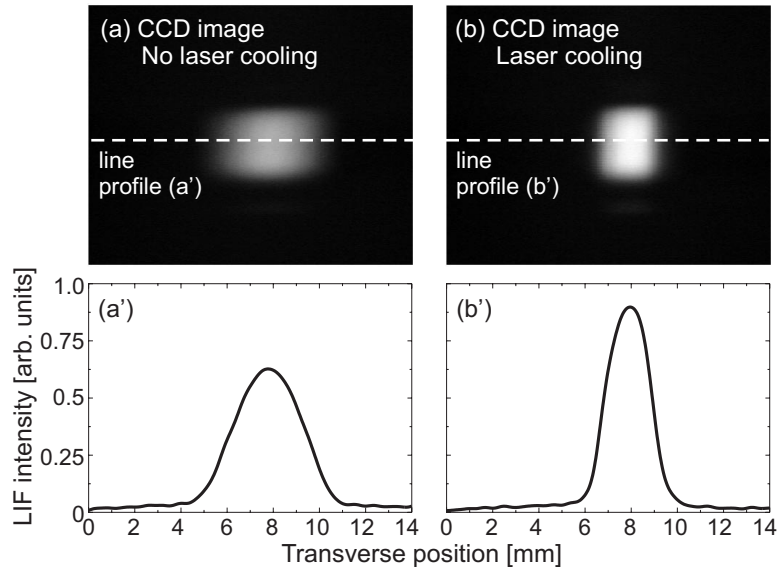 (a) CCD image
No laser cooling
line
profile (a’)
(b) CCD image
Laser cooling
line
profile (b’)
LIF intensity [arb. units]
1.0
0.75
0.5
0.25
0
(a’)
0 2 4 6 8 10 12 14
(b’)
0 2 4 6 8 10 12 14
Transverse position [mm]